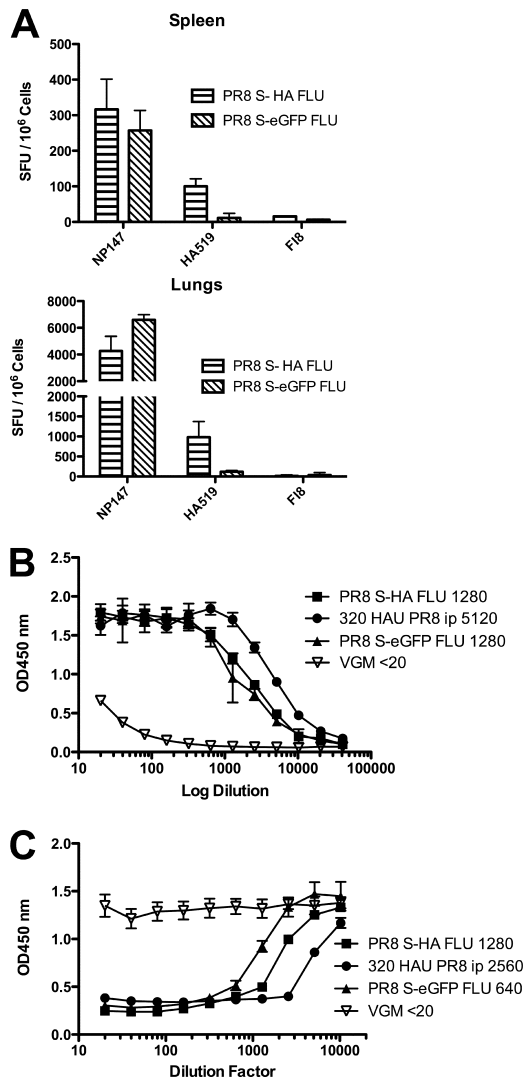 A
Spleen
500
400
300
200
100
0
SFU / 10⁶ Cells
PR8 S- HA FLU
PR8 S-eGFP FLU
NP147
HA519
FI8
Lungs
8000
6000
4000
2000
2000
1500
1000
500
0
SFU / 10⁶ Cells
PR8 S- HA FLU
PR8 S-eGFP FLU
NP147
HA519
FI8
B
2.5
2.0
1.5
1.0
0.5
0.0
OD450 nm
PR8 S-HA FLU 1280
320 HAU PR8 ip 5120
PR8 S-eGFP FLU 1280
VGM <20
10
100
1000
10000
100000
Log Dilution
C
2.0
1.5
1.0
0.5
0.0
OD450 nm
PR8 S-HA FLU 1280
320 HAU PR8 ip 2560
PR8 S-eGFP FLU 640
VGM <20
10
100
1000
10000
Dilution Factor